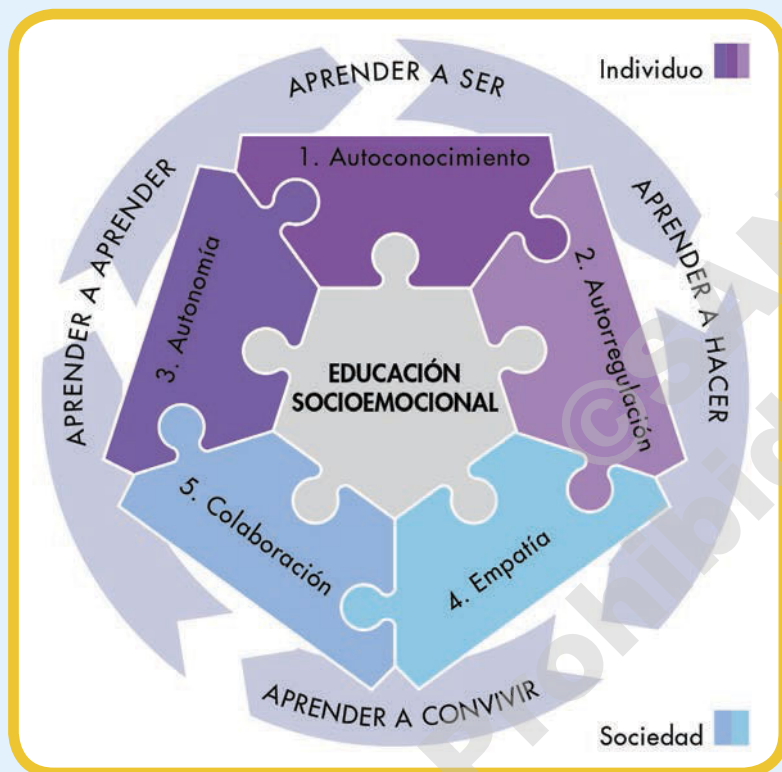 APRENDER A SER
Individuo
1. Autoconocimiento
APRENDER A APRENDER
APRENDER A HACER
3. Autonomía
2. Autorregulación
EDUCACIÓN
SOCIOEMOCIONAL
5. Colaboración
4. Empatía
APRENDER A CONVIVIR
Sociedad